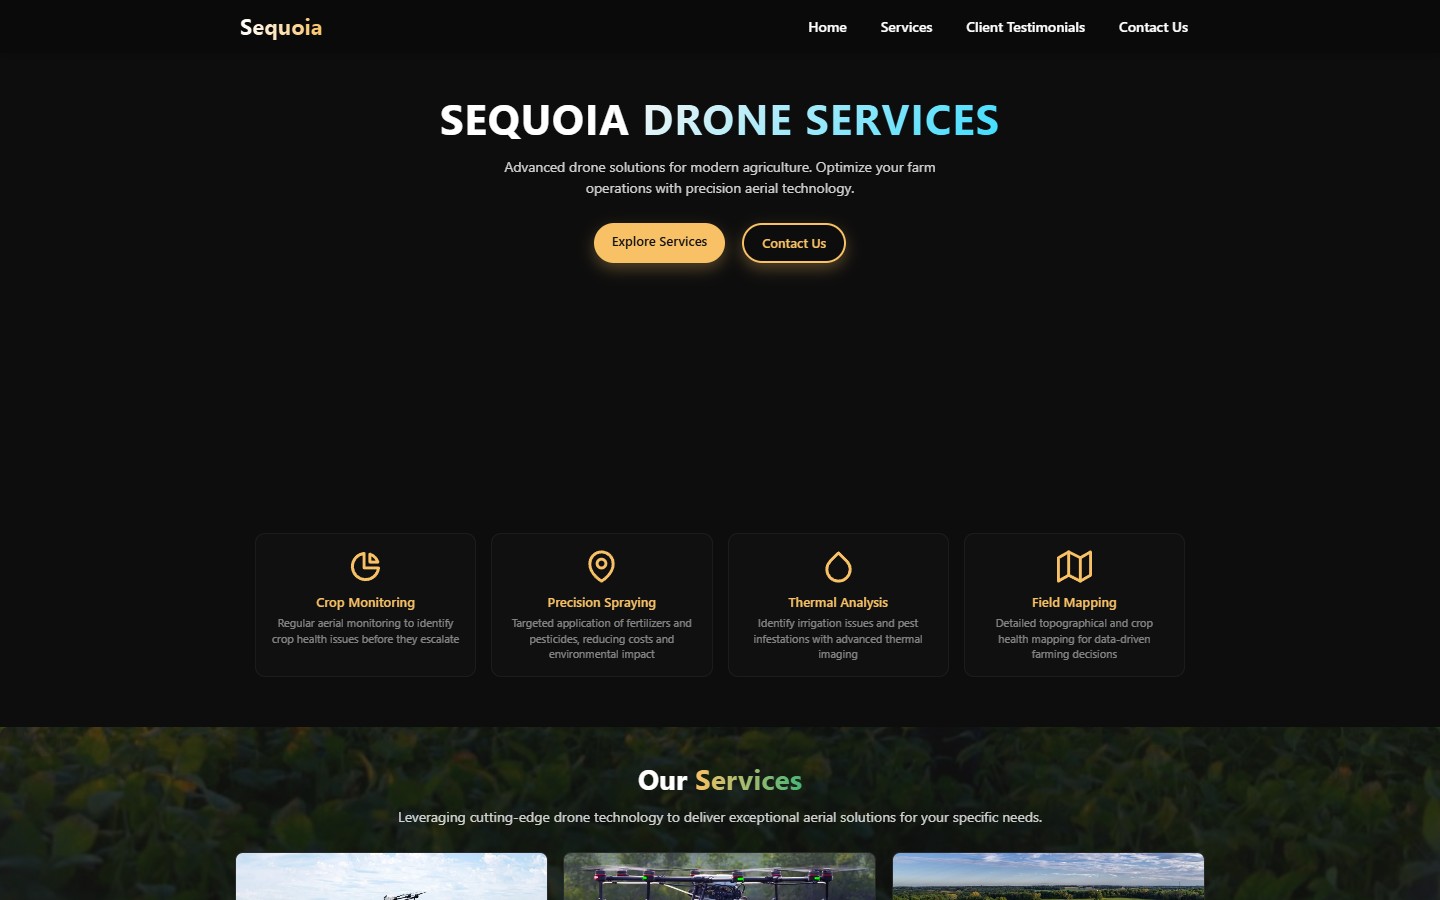 Sequoia
Home
Services
Client Testimonials
Contact Us
SEQUOIA DRONE SERVICES
Advanced drone solutions for modern agriculture. Optimize your farm
operations with precision aerial technology.
Explore Services
Contact Us
Crop Monitoring
Regular aerial monitoring to identify
crop health issues before they escalate
Precision Spraying
Targeted application of fertilizers and
pesticides, reducing costs and
environmental impact
Thermal Analysis
Identify irrigation issues and pest
infestations with advanced thermal
imaging
Field Mapping
Detailed topographical and crop
health mapping for data-driven
farming decisions
Our Services
Leveraging cutting-edge drone technology to deliver exceptional aerial solutions for your specific needs.